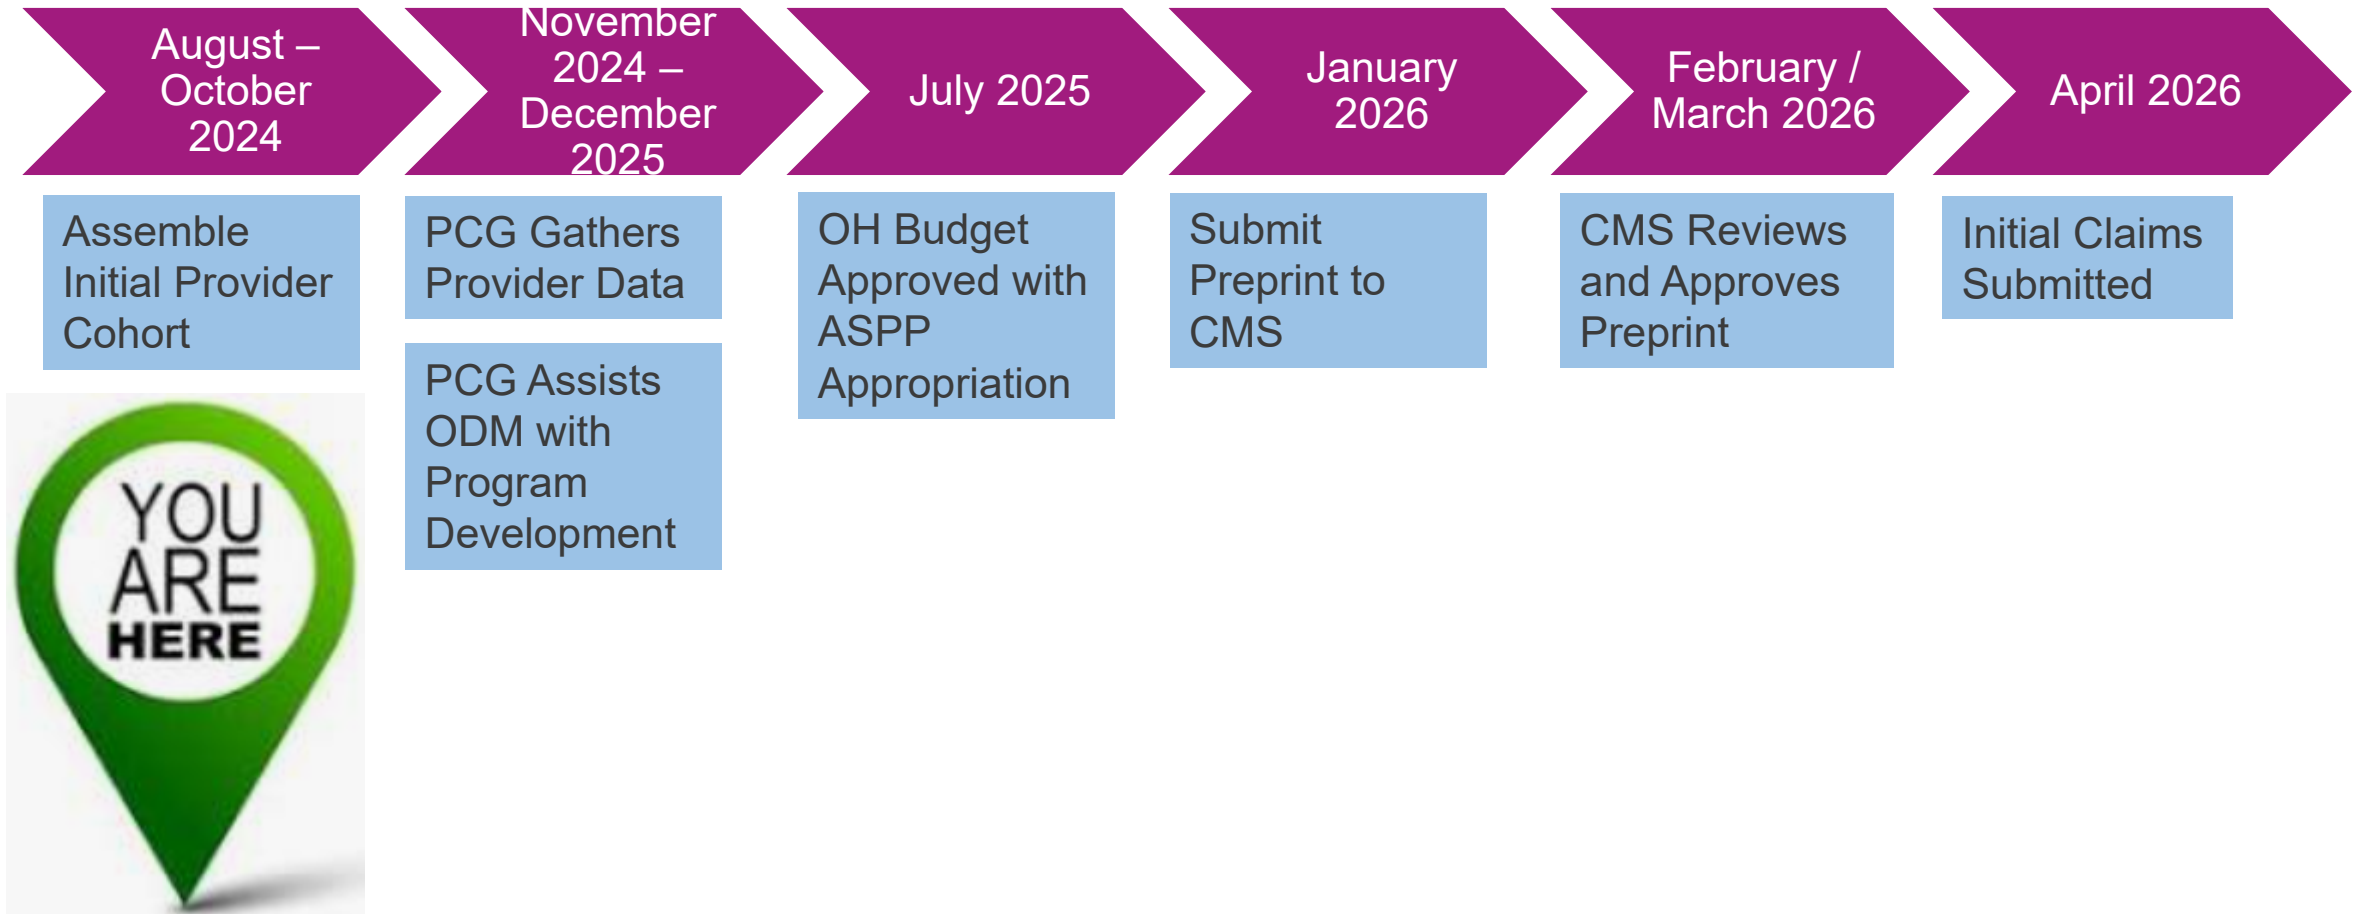 August –
October
2024
November
2024 –
December
2025
July 2025
January
2026
February /
March 2026
April 2026
Assemble
Initial Provider
Cohort
PCG Gathers
Provider Data
PCG Assists
ODM with
Program
Development
OH Budget
Approved with
ASPP
Appropriation
Submit
Preprint to
CMS
CMS Reviews
and Approves
Preprint
Initial Claims
Submitted
YOU
ARE
HERE